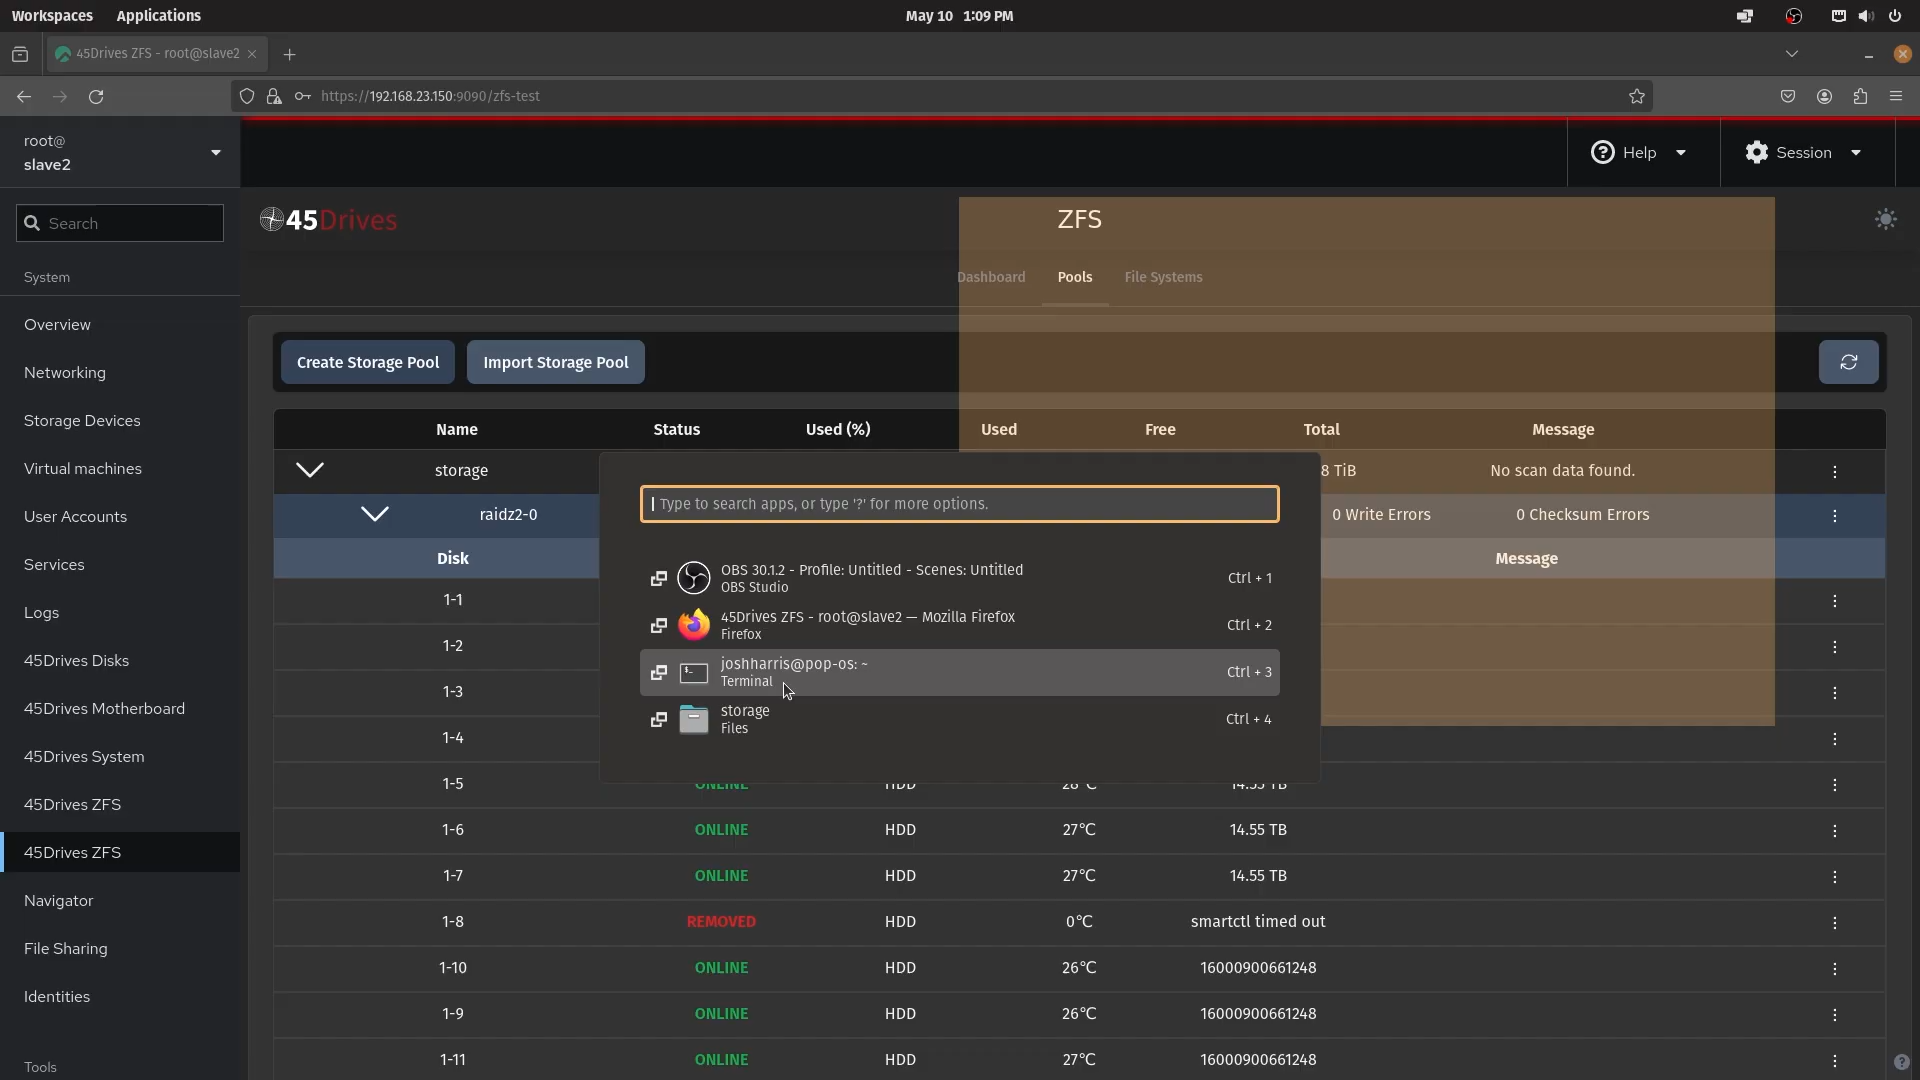 Workspaces Applications May 10 1:09 PM
45Drives ZFS - root@slave2
https://192.168.23.150:9090/zfs-test
root@
slave2
Help
Session
Search
45Drives
ZFS
System
Dashboard
Pools
File Systems
Overview
Networking
Storage Devices
Virtual machines
User Accounts
Services
Logs
45Drives Disks
45Drives Motherboard
45Drives System
45Drives ZFS
45Drives ZFS
Navigator
File Sharing
Identities
Tools
Create Storage Pool
Import Storage Pool
Name Status Used (%) Used Free Total Message
storage 8 TiB No scan data found.
raidz2-0 0 Write Errors 0 Checksum Errors
Disk Message
Type to search apps, or type '?' for more options.
OBS 30.1.2 - Profile: Untitled - Scenes: Untitled
OBS Studio
Ctrl + 1
45Drives ZFS - root@slave2 — Mozilla Firefox
Firefox
Ctrl + 2
joshharris@pop-os: ~
Terminal
Ctrl + 3
storage
Files
Ctrl + 4
1-1
1-2
1-3
1-4
1-5 ONLINE HDD 28°C 14.55 TB
1-6 ONLINE HDD 27°C 14.55 TB
1-7 ONLINE HDD 27°C 14.55 TB
1-8 REMOVED HDD 0°C smartctl timed out
1-10 ONLINE HDD 26°C 16000900661248
1-9 ONLINE HDD 26°C 16000900661248
1-11 ONLINE HDD 27°C 16000900661248